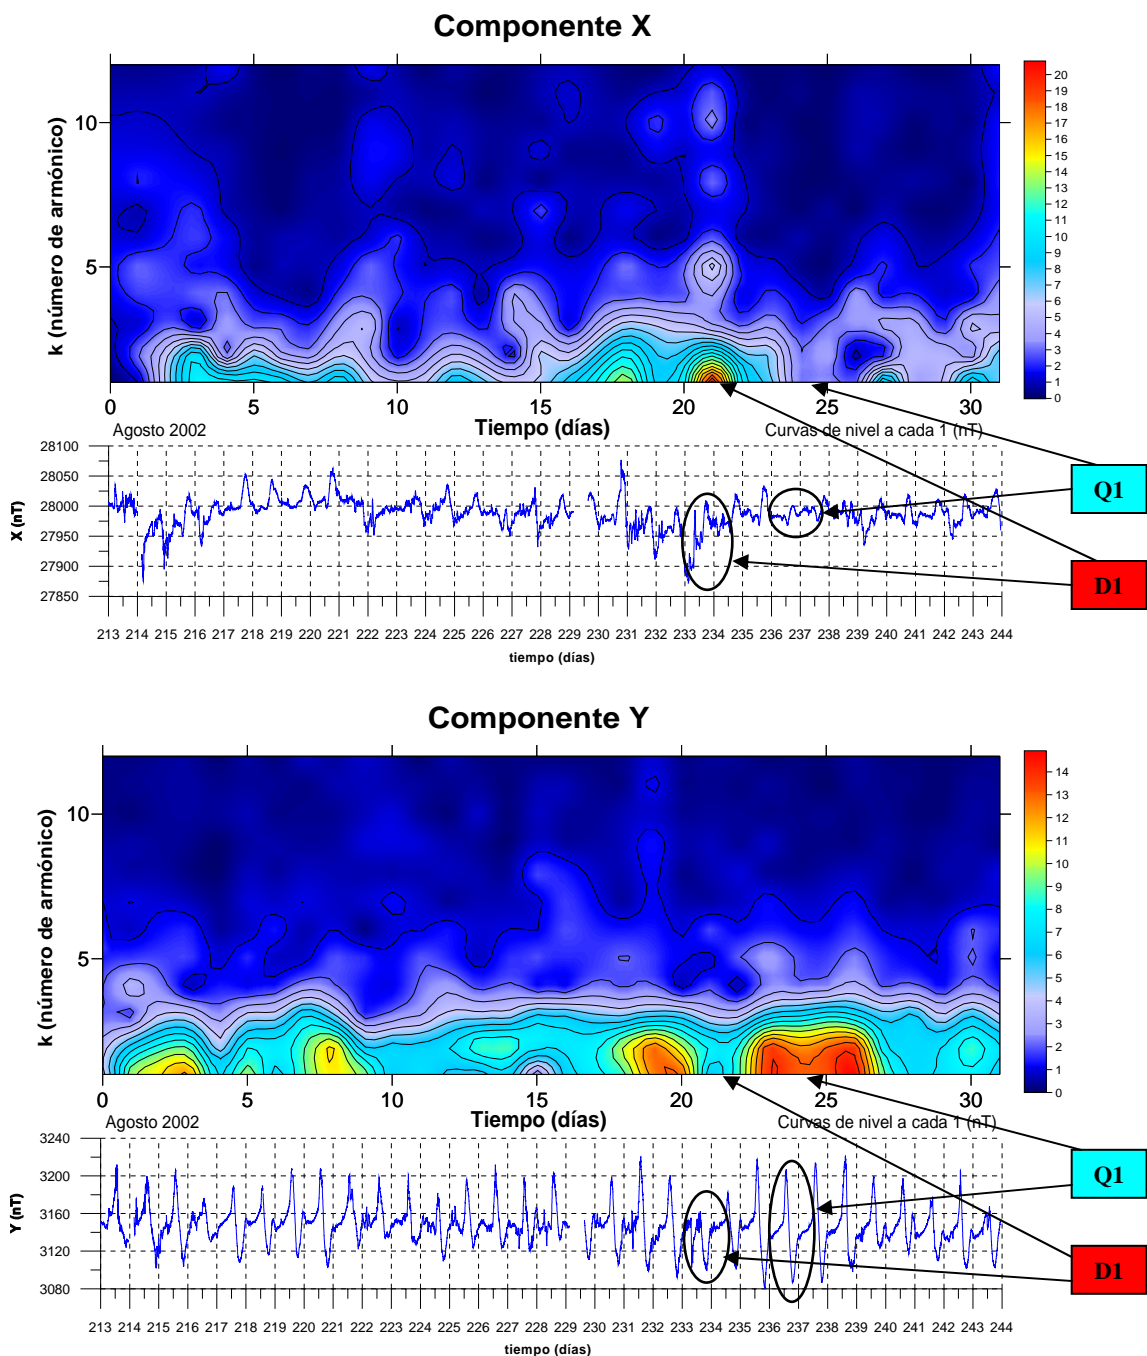 Componente X
k (número de armónico)
10
5
0 5 10 15 20 25 30
20
19
18
17
16
15
14
13
12
11
10
9
8
7
6
5
4
3
2
1
0
Agosto 2002 Tiempo (días) Curvas de nivel a cada 1 (nT)
X (nT)
28100
28050
28000
27950
27900
27850
213 214 215 216 217 218 219 220 221 222 223 224 225 226 227 228 229 230 231 232 233 234 235 236 237 238 239 240 241 242 243 244
tiempo (días)
Q1
D1
Componente Y
k (número de armónico)
10
5
0 5 10 15 20 25 30
14
13
12
11
10
9
8
7
6
5
4
3
2
1
0
Agosto 2002 Tiempo (días) Curvas de nivel a cada 1 (nT)
Y (nT)
3240
3200
3160
3120
3080
213 214 215 216 217 218 219 220 221 222 223 224 225 226 227 228 229 230 231 232 233 234 235 236 237 238 239 240 241 242 243 244
tiempo (días)
Q1
D1